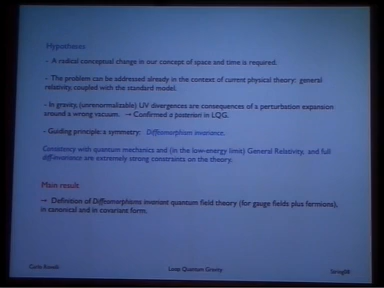 Hypotheses
- A radical conceptual change in our concept of space and time is required.
- The problem can be addressed already in the context of current physical theory: general
relativity coupled with the standard model.
- In gravity, (unrenormalizable) UV divergences are consequences of a perturbation expansion
around a wrong vacuum. → Confirmed a posteriori in LQG.
- Guiding principle: a symmetry: Diffeomorphism invariance.
Consistency with quantum mechanics and (in the low-energy limit) General Relativity, and full
diff-invariance are extremely strong constraints on the theory.
Main result
→ Definition of Diffeomorphism invariant quantum field theory (for gauge fields plus fermions),
in canonical and in covariant form.
Carlo Rovelli Loop Quantum Gravity Strings08